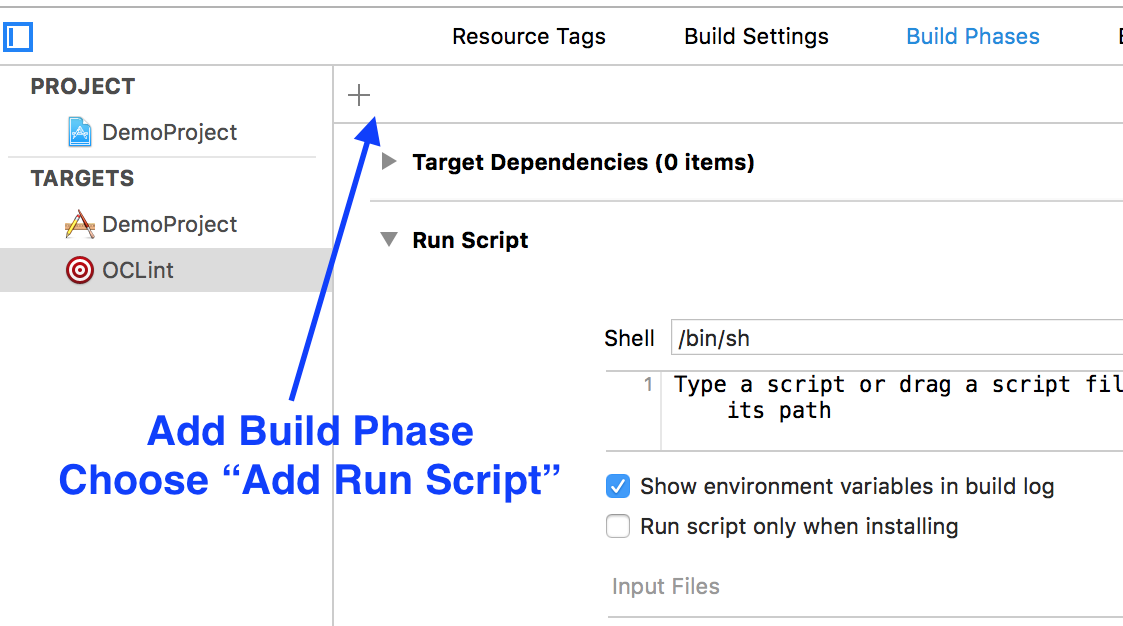 Resource Tags Build Settings Build Phases
PROJECT
DemoProject
TARGETS
DemoProject
OCLint
Target Dependencies (0 items)
Run Script
Shell /bin/sh
1 Type a script or drag a script fil
its path
Add Build Phase
Choose “Add Run Script”
Show environment variables in build log
Run script only when installing
Input Files